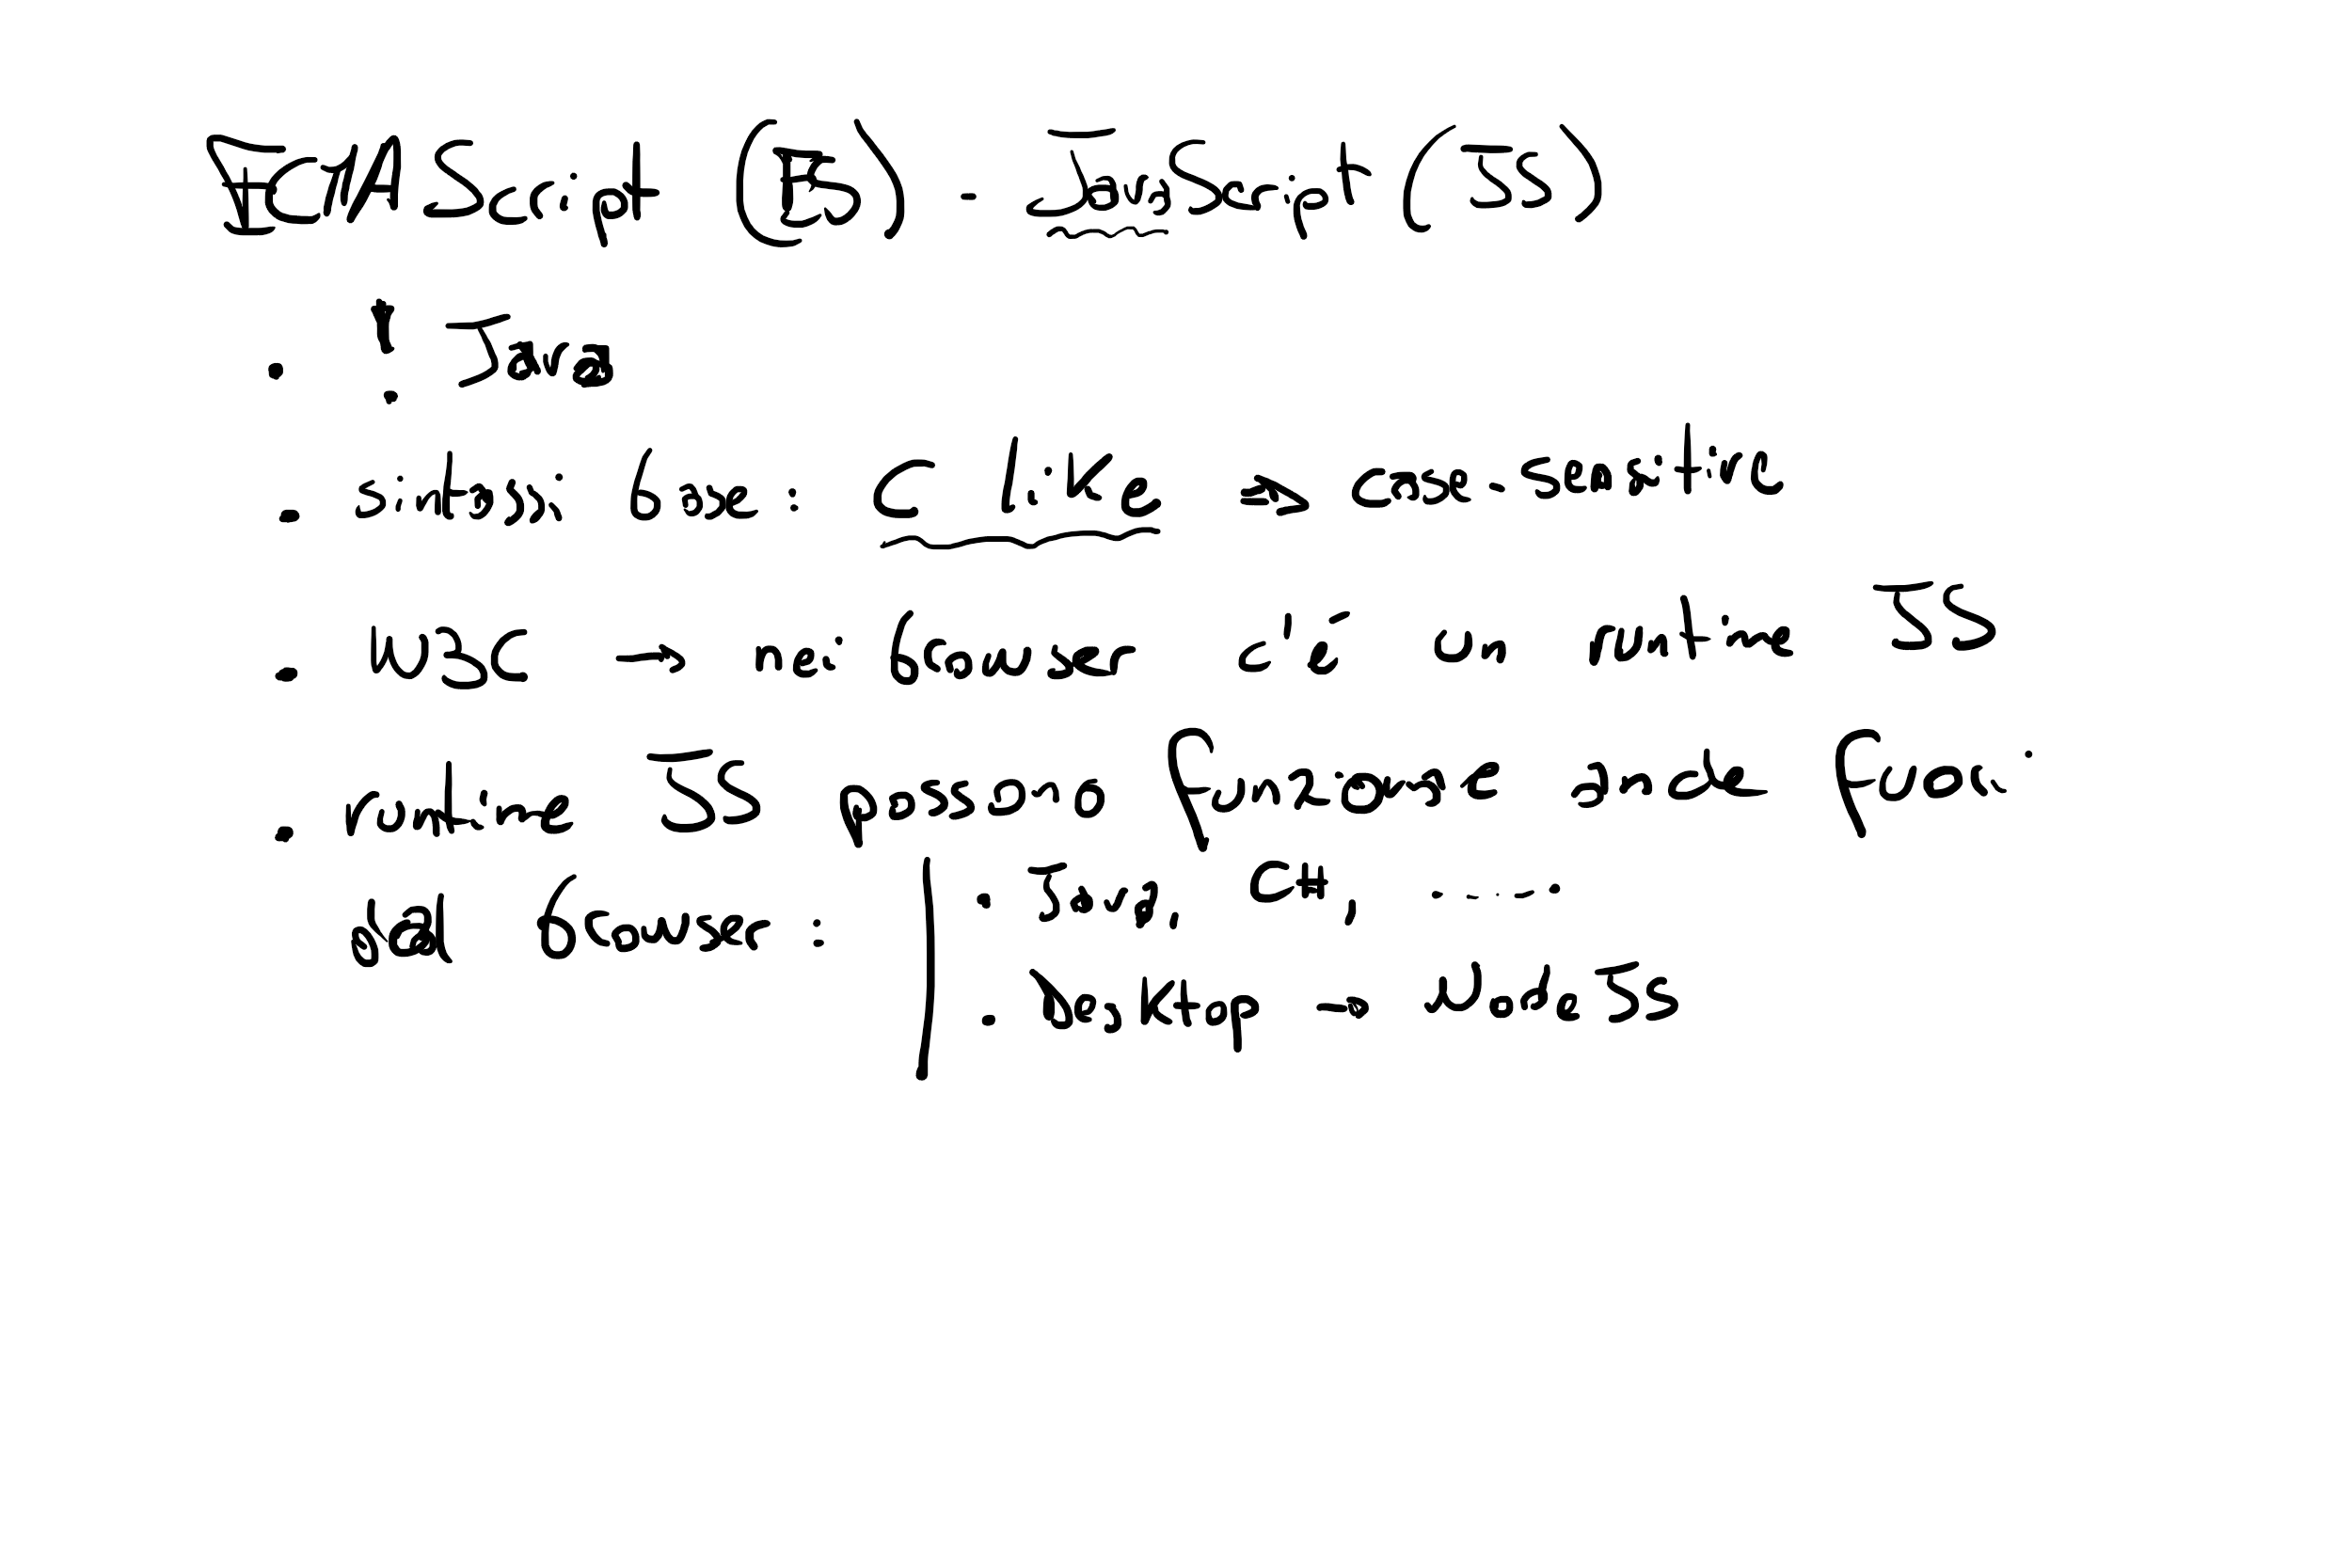 ECMAScript (ES) - JavaScript (JS)
. ! Java
. sintassi base: C like => case-sensitive
. W3C -> nei browser c'è un runtime JS
. runtime JS possono funzionare anche fuori
dal browser: . Java, C#, .....
. Desktop -> NodeJS